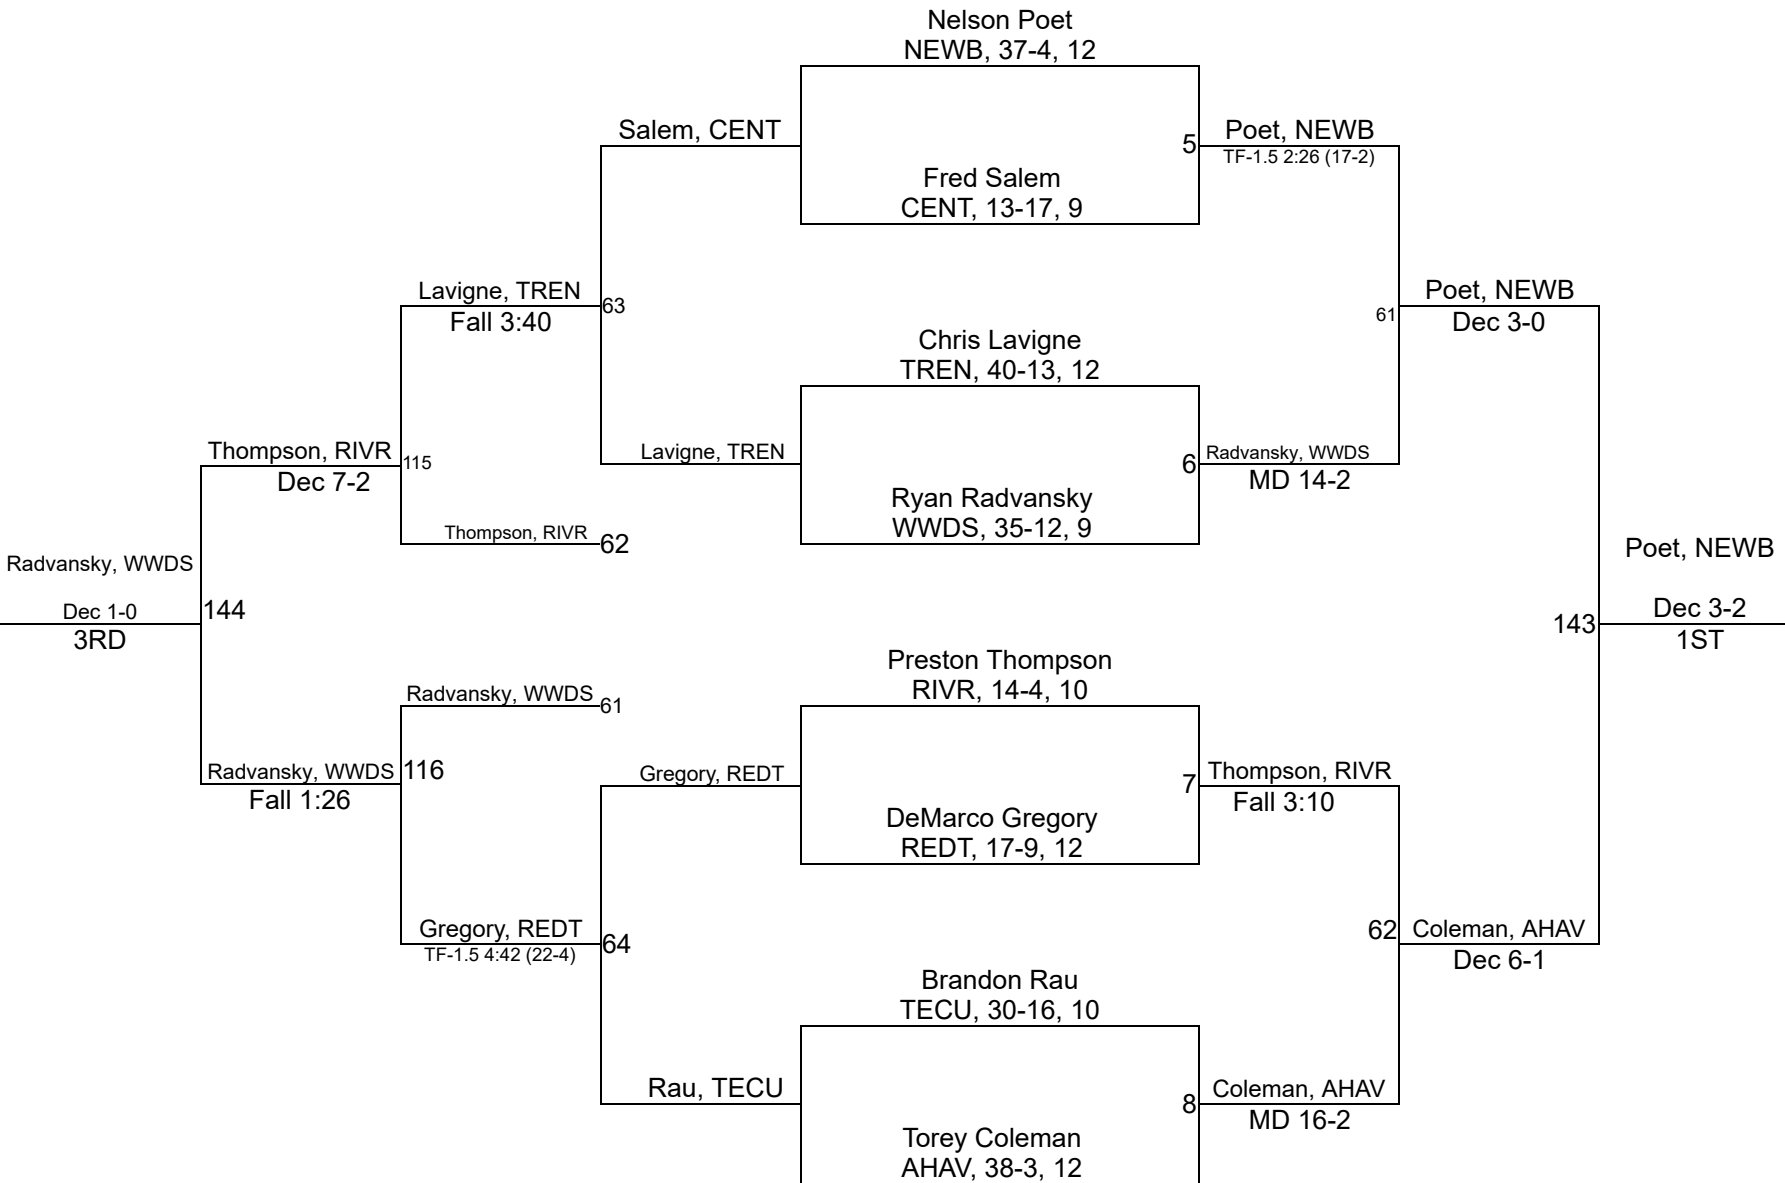 Nelson Poet
NEWB, 37-4, 12
Salem, CENT
5
Poet, NEWB
TF-1.5 2:26 (17-2)
Fred Salem
CENT, 13-17, 9
Lavigne, TREN
Fall 3:40
63
61
Poet, NEWB
Dec 3-0
Chris Lavigne
TREN, 40-13, 12
Thompson, RIVR
Dec 7-2
115
Lavigne, TREN
6
Radvansky, WWDS
MD 14-2
Ryan Radvansky
WWDS, 35-12, 9
Thompson, RIVR
62
Radvansky, WWDS
Dec 1-0
3RD
144
Poet, NEWB
143
Dec 3-2
1ST
Preston Thompson
RIVR, 14-4, 10
Radvansky, WWDS
61
Radvansky, WWDS
Fall 1:26
116
Gregory, REDT
7
Thompson, RIVR
Fall 3:10
DeMarco Gregory
REDT, 17-9, 12
Gregory, REDT
TF-1.5 4:42 (22-4)
64
62
Coleman, AHAV
Dec 6-1
Brandon Rau
TECU, 30-16, 10
Rau, TECU
8
Coleman, AHAV
MD 16-2
Torey Coleman
AHAV, 38-3, 12